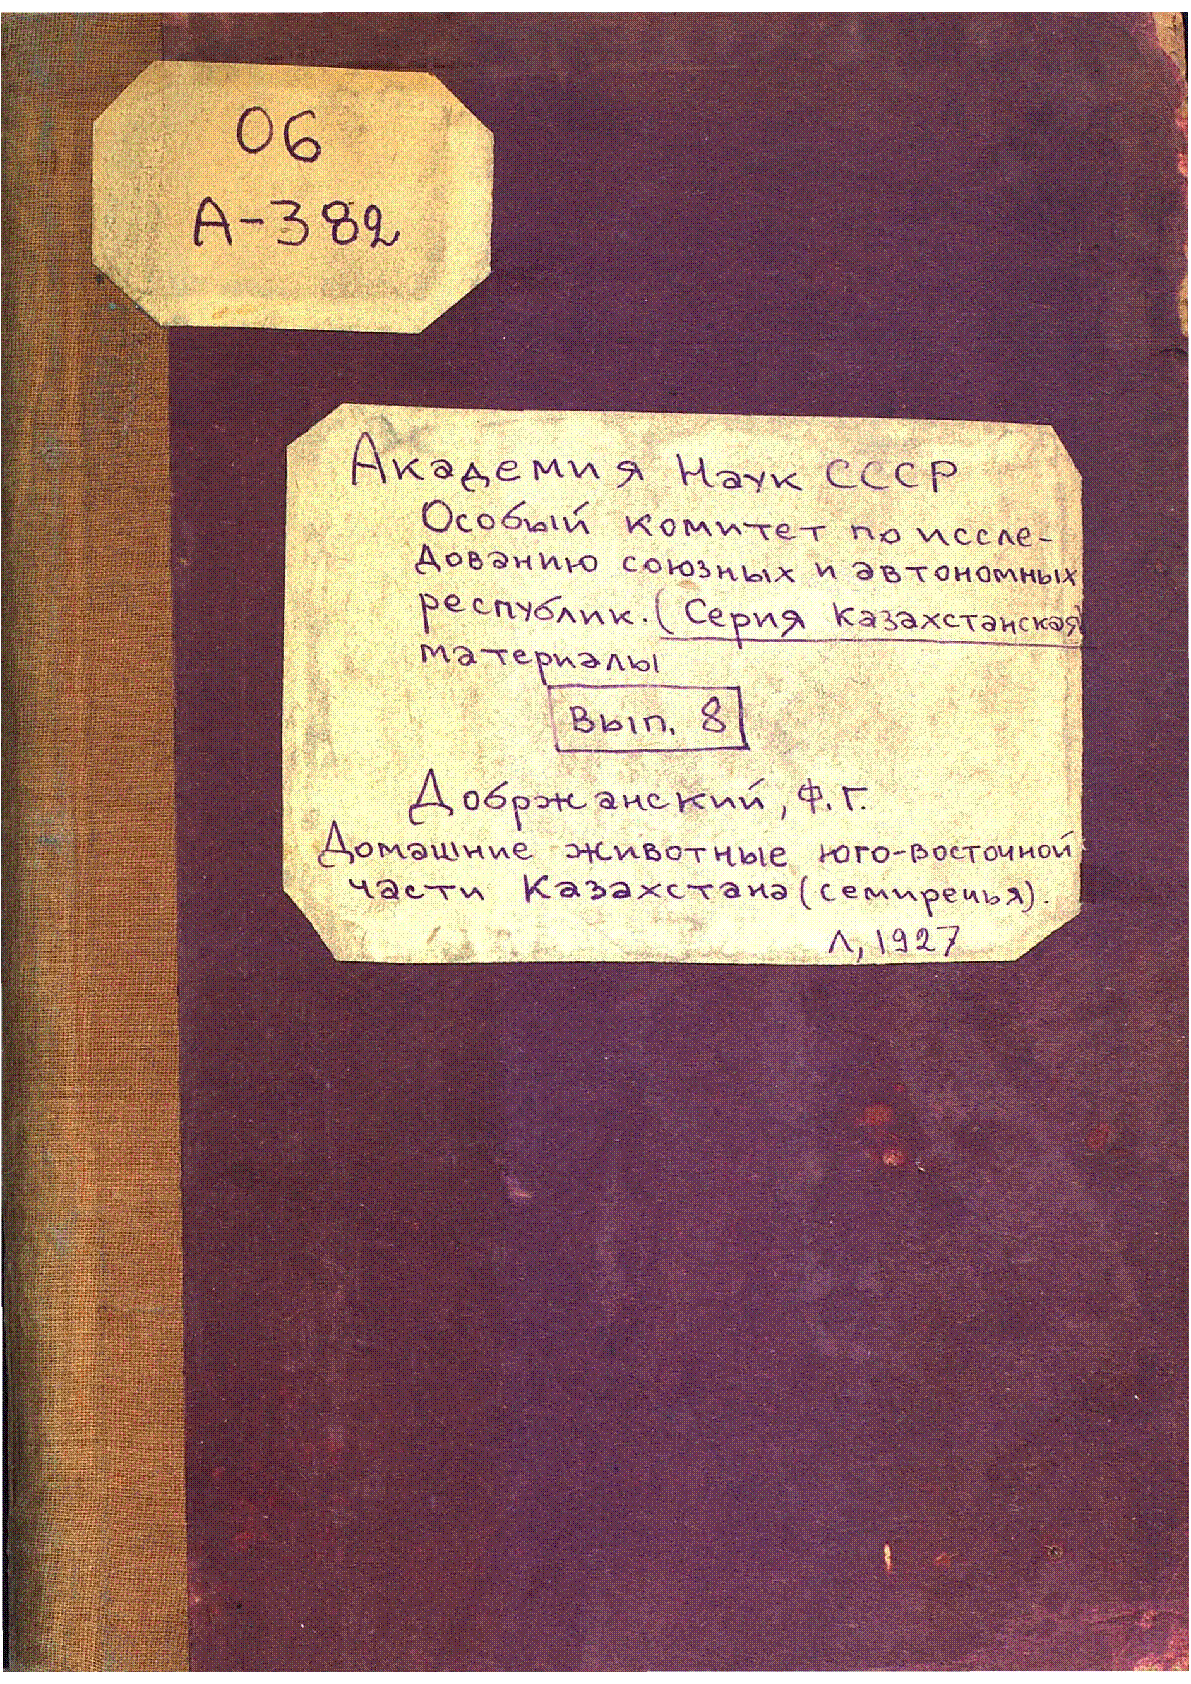 06
А-382
Академия Наук СССР
Особый комитет по иссле-
дованию союзных и автономных
республик. (Серия Казахстанская)
материалы
Вып. 8
Добржанский, Ф. Г.
Домашние животные юго-восточной
части Казахстана (семиречья).
Л, 1927